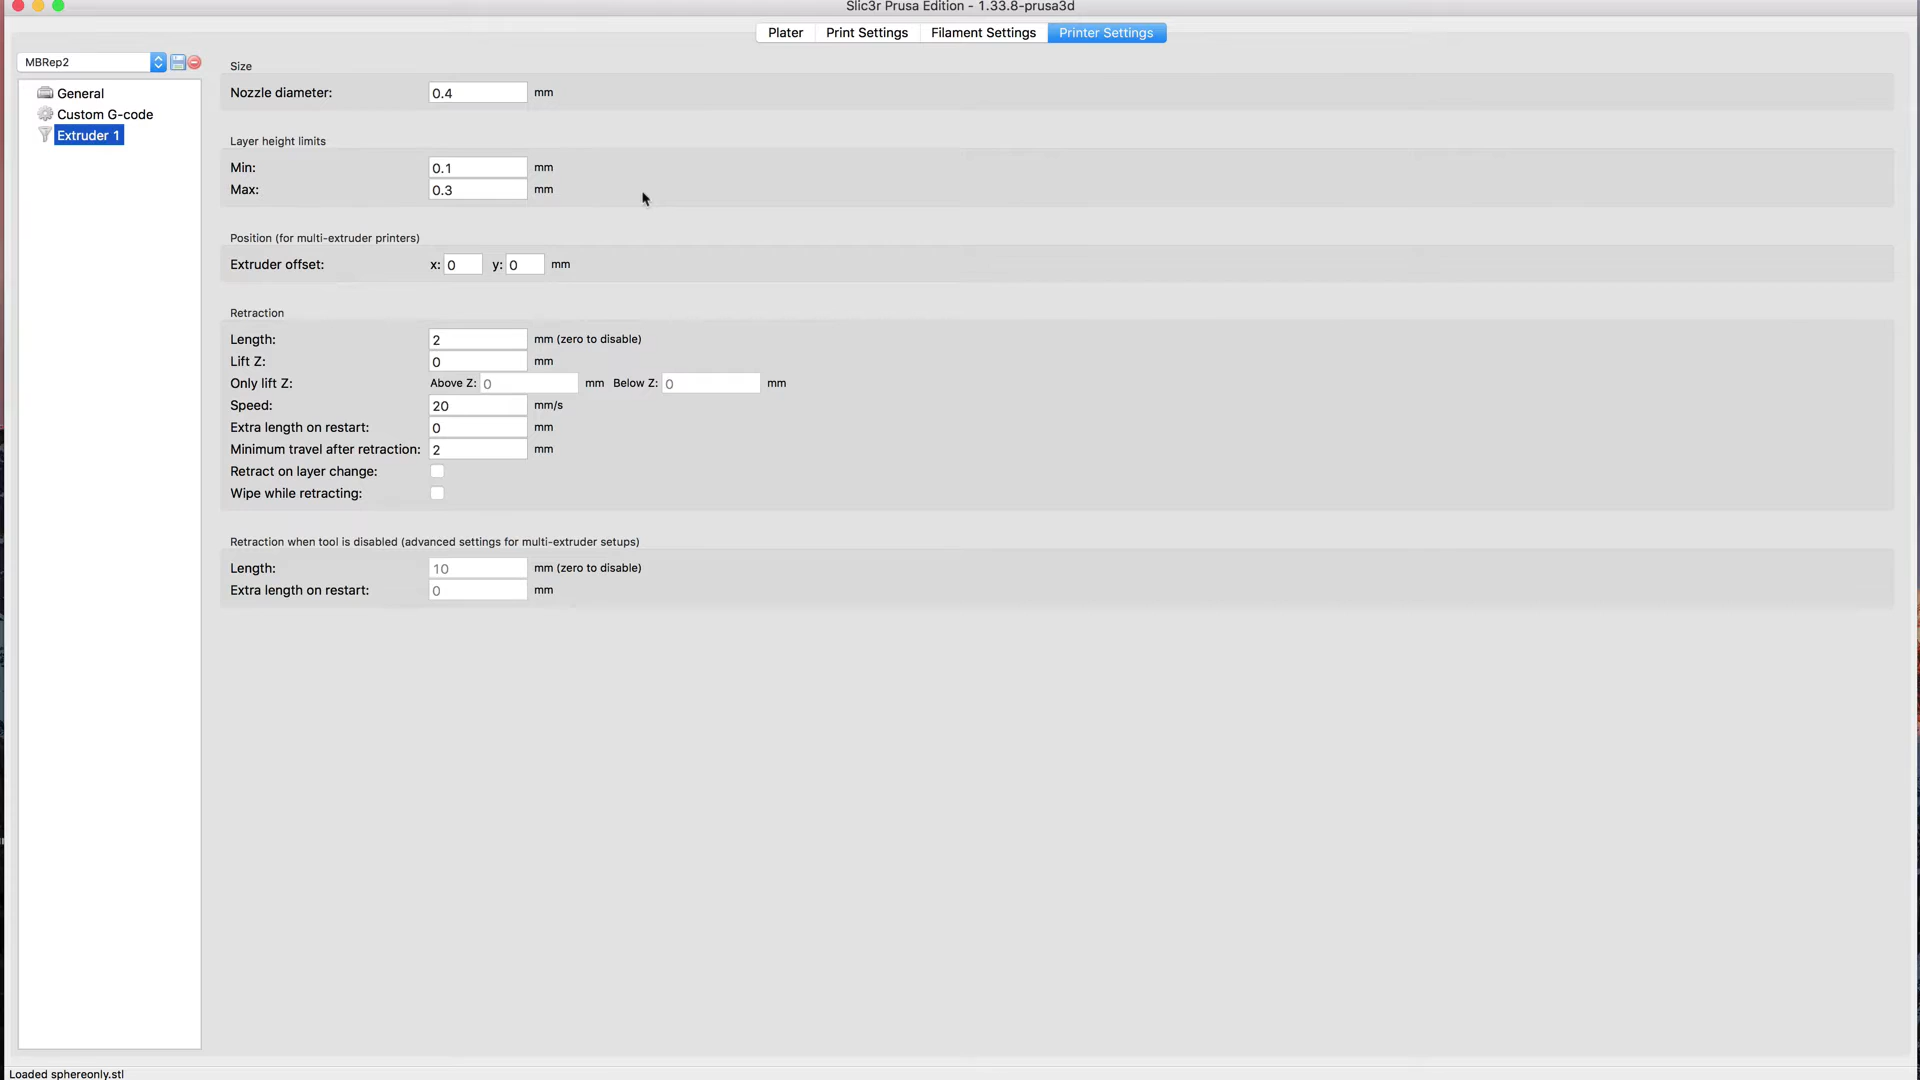 Slic3r Prusa Edition - 1.33.8-prusa3d
Plater Print Settings Filament Settings Printer Settings
MBRep2
General
Custom G-code
Extruder 1
Size
Nozzle diameter: 0.4 mm
Layer height limits
Min: 0.1 mm
Max: 0.3 mm
Position (for multi-extruder printers)
Extruder offset: x: 0 y: 0 mm
Retraction
Length: 2 mm (zero to disable)
Lift Z: 0 mm
Only lift Z: Above Z: 0 mm Below Z: 0 mm
Speed: 20 mm/s
Extra length on restart: 0 mm
Minimum travel after retraction: 2 mm
Retract on layer change:
Wipe while retracting:
Retraction when tool is disabled (advanced settings for multi-extruder setups)
Length: 10 mm (zero to disable)
Extra length on restart: 0 mm
Loaded sphereonly.stl